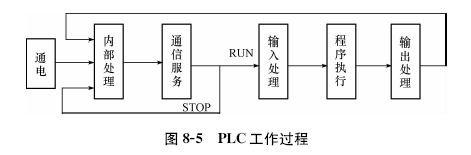 通电
内部处理
通信服务
RUN
STOP
输入处理
程序执行
输出处理
图 8-5 PLC 工作过程